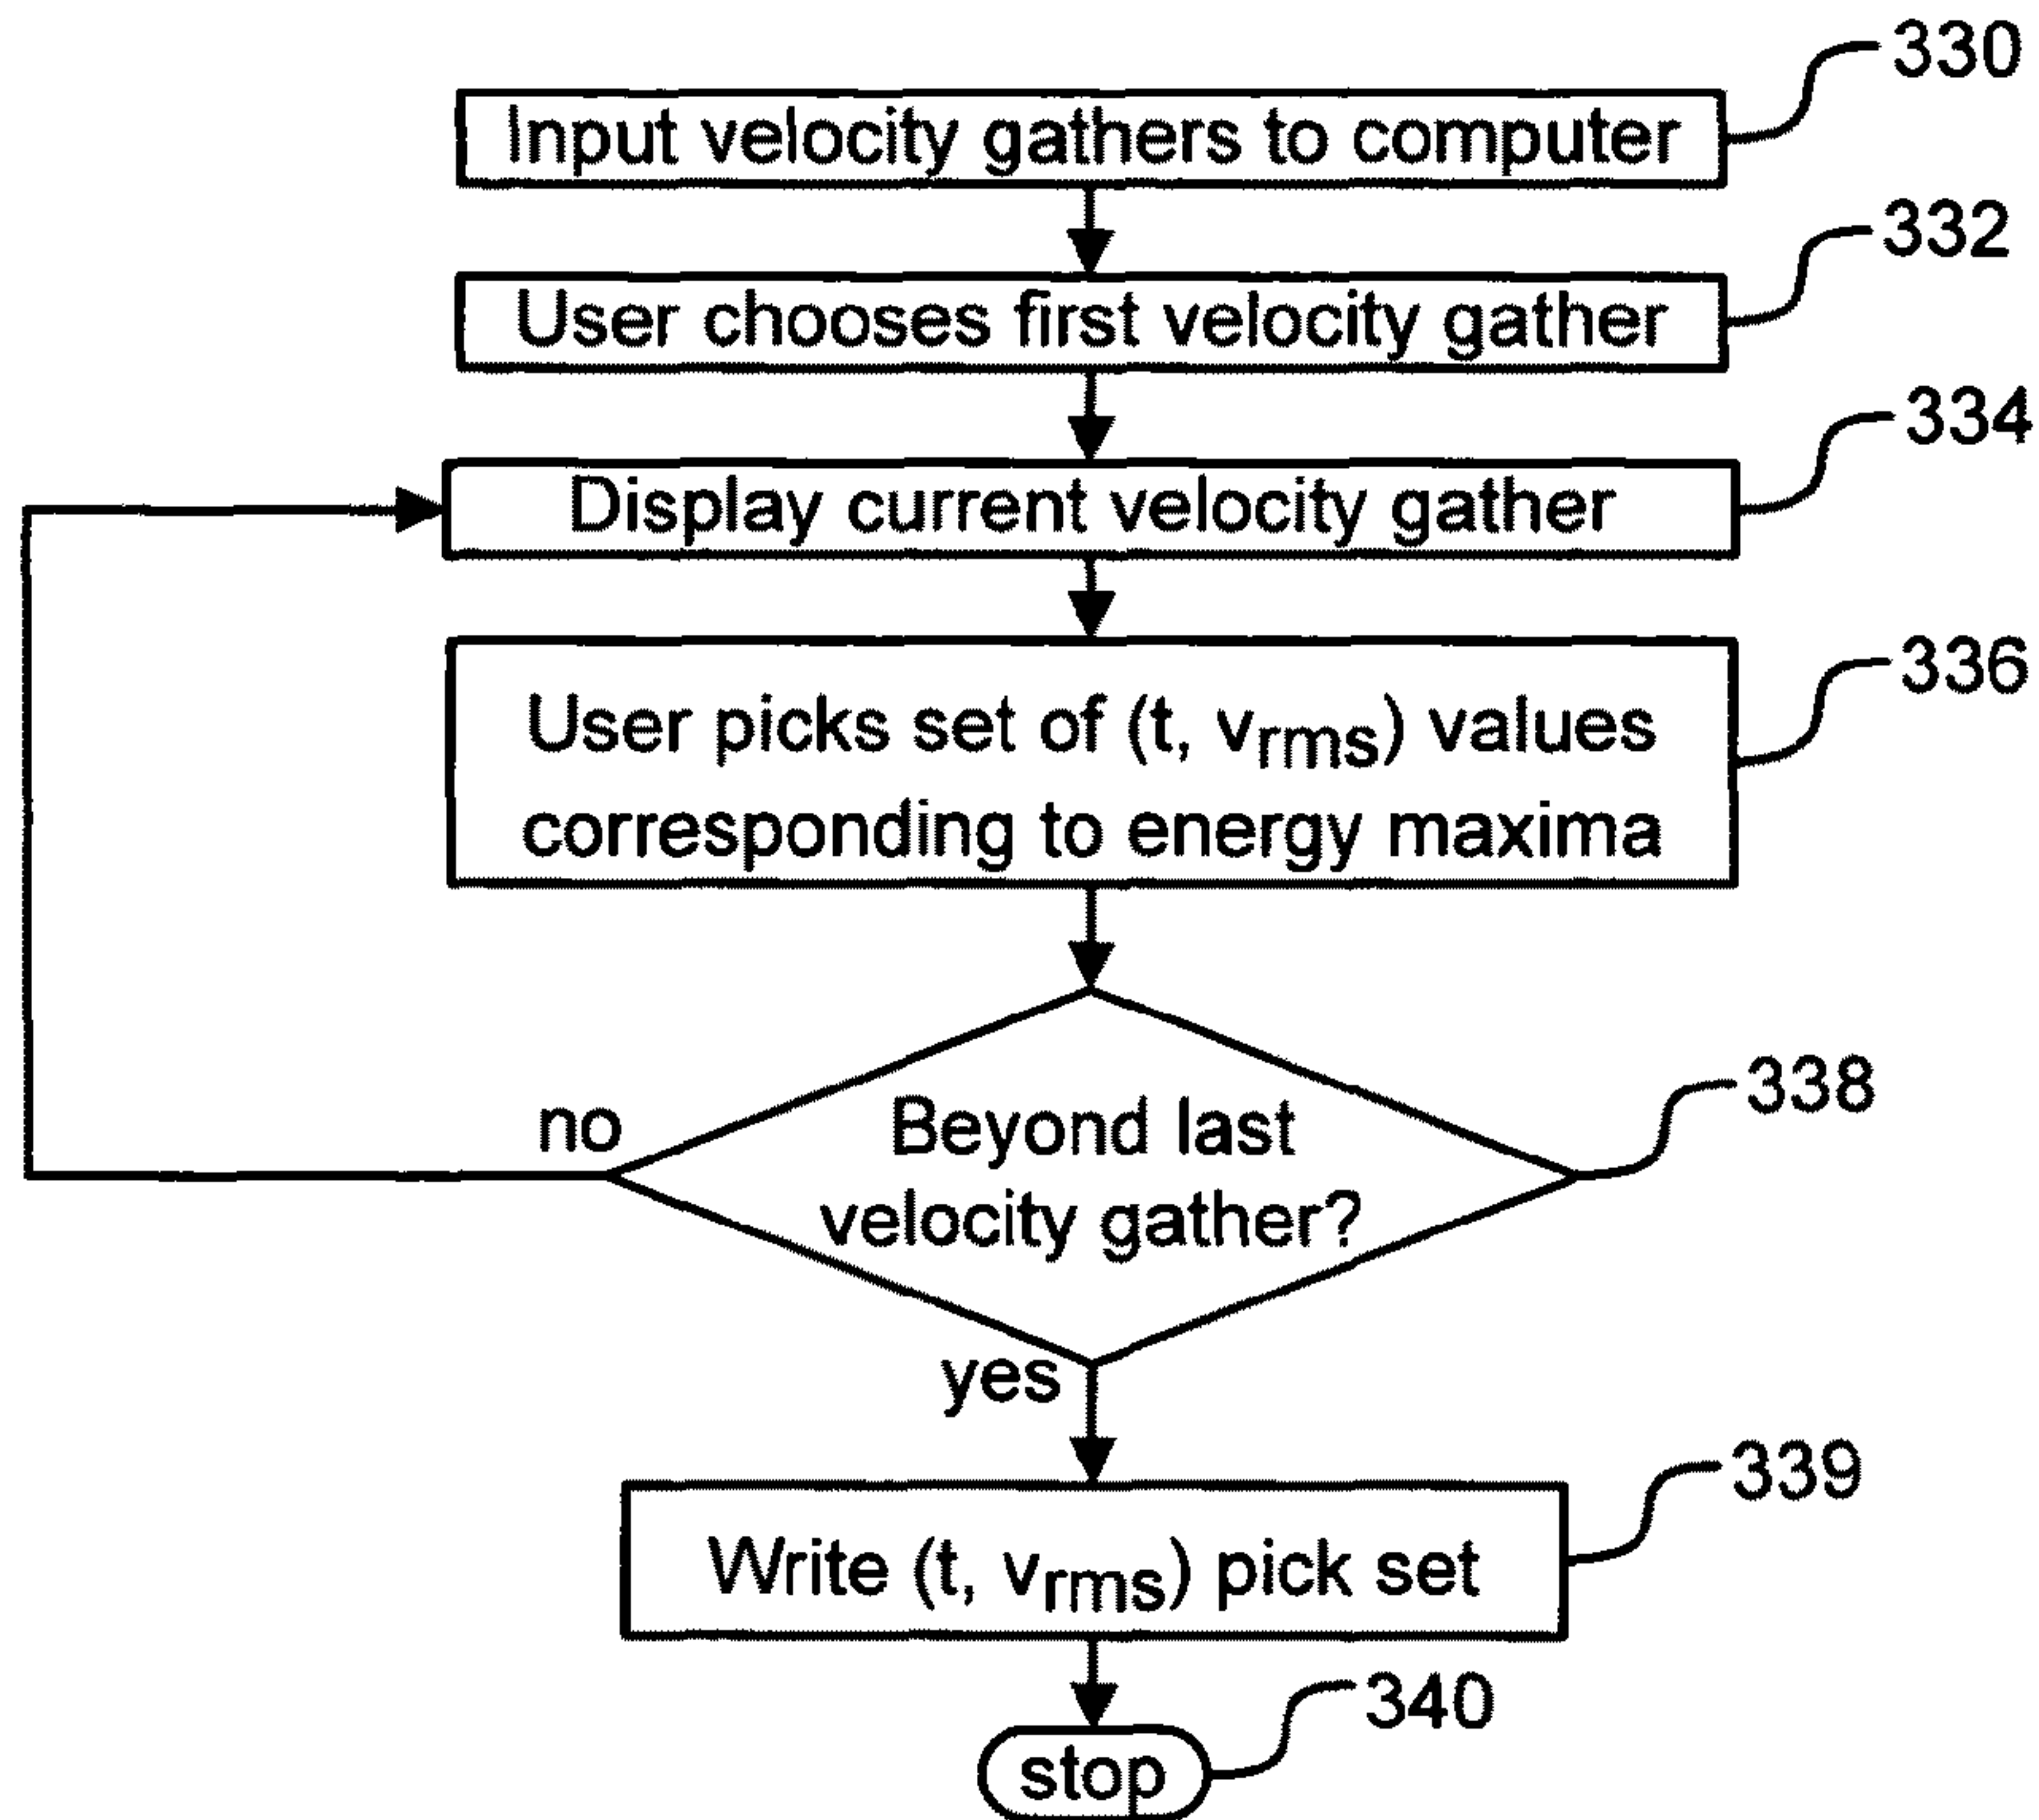 330
Input velocity gathers to computer
332
User chooses first velocity gather
334
Display current velocity gather
336
User picks set of (t, vrms) values
corresponding to energy maxima
338
no
Beyond last
velocity gather?
yes
339
Write (t, vrms) pick set
340
stop